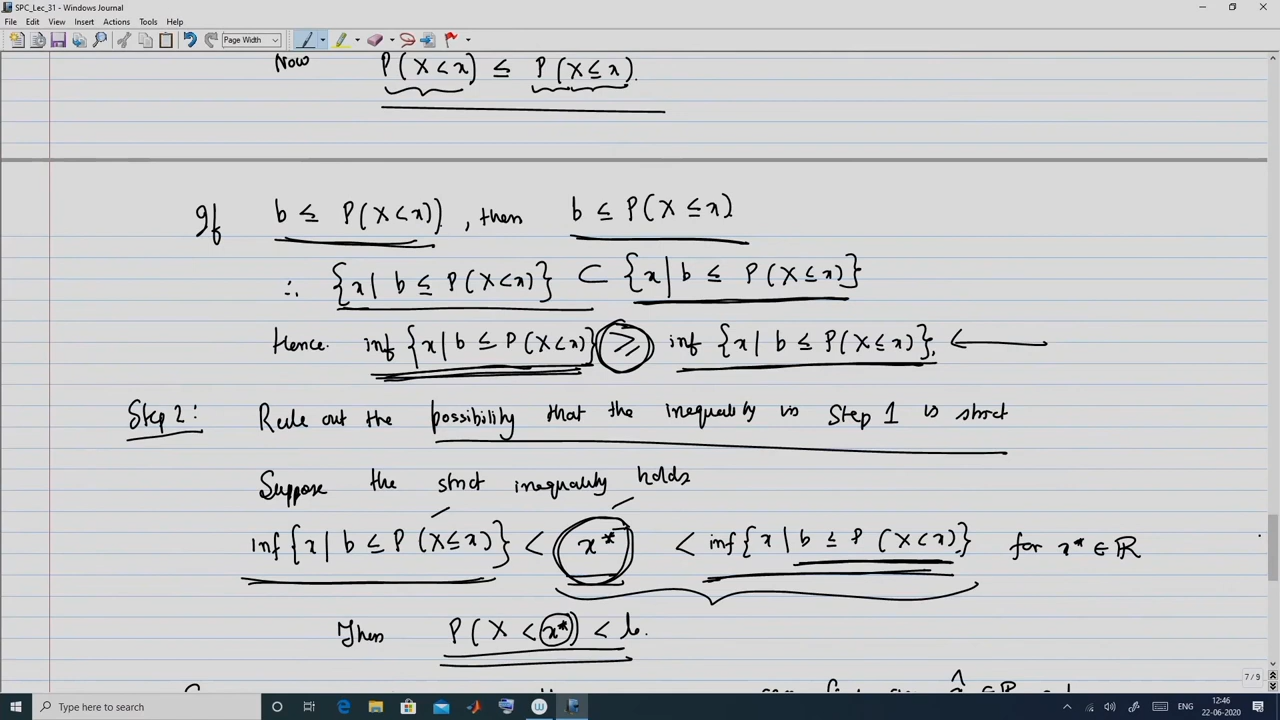 SPC_Lec_31 - Windows Journal
File Edit View Insert Actions Tools Help
Page Width
Now P(X<x) ≤ P(X≤x).
If b ≤ P(X<x), then b ≤ P(X ≤x)
∴ {x| b ≤ P(X<x)} ⊂ {x| b ≤ P(X≤x)}
Hence. inf {x| b ≤ P(X<x)} ≥ inf {x| b ≤ P(X≤x)}.
Step 2: Rule out the possibility that the inequality in Step 1 is strict
Suppose the strict inequality holds
inf{x| b ≤ P(X≤x)} < x* < inf{x| b ≤ P(X<x)} for x* ∈ ℝ
Then P(X < x*) < b.
7 / 9
Type here to search
ENG
12:46
22-06-2020